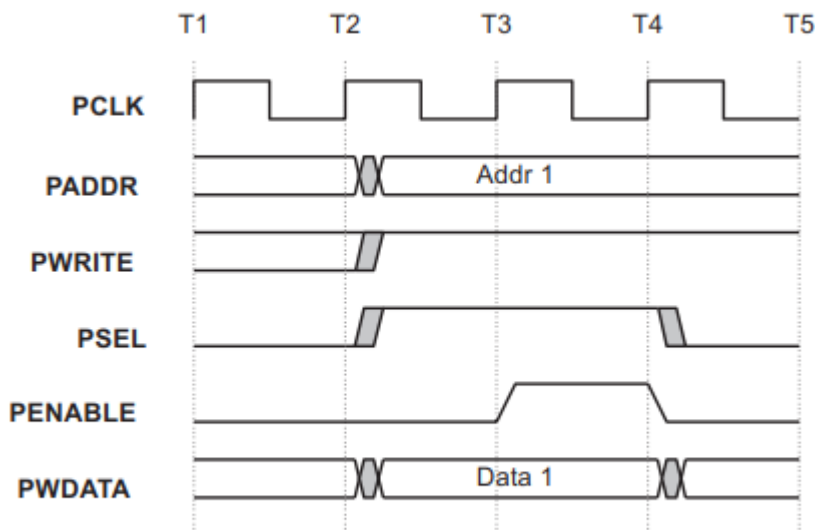 T1 T2 T3 T4 T5
PCLK
PADDR Addr 1
PWRITE
PSEL
PENABLE
PWDATA Data 1